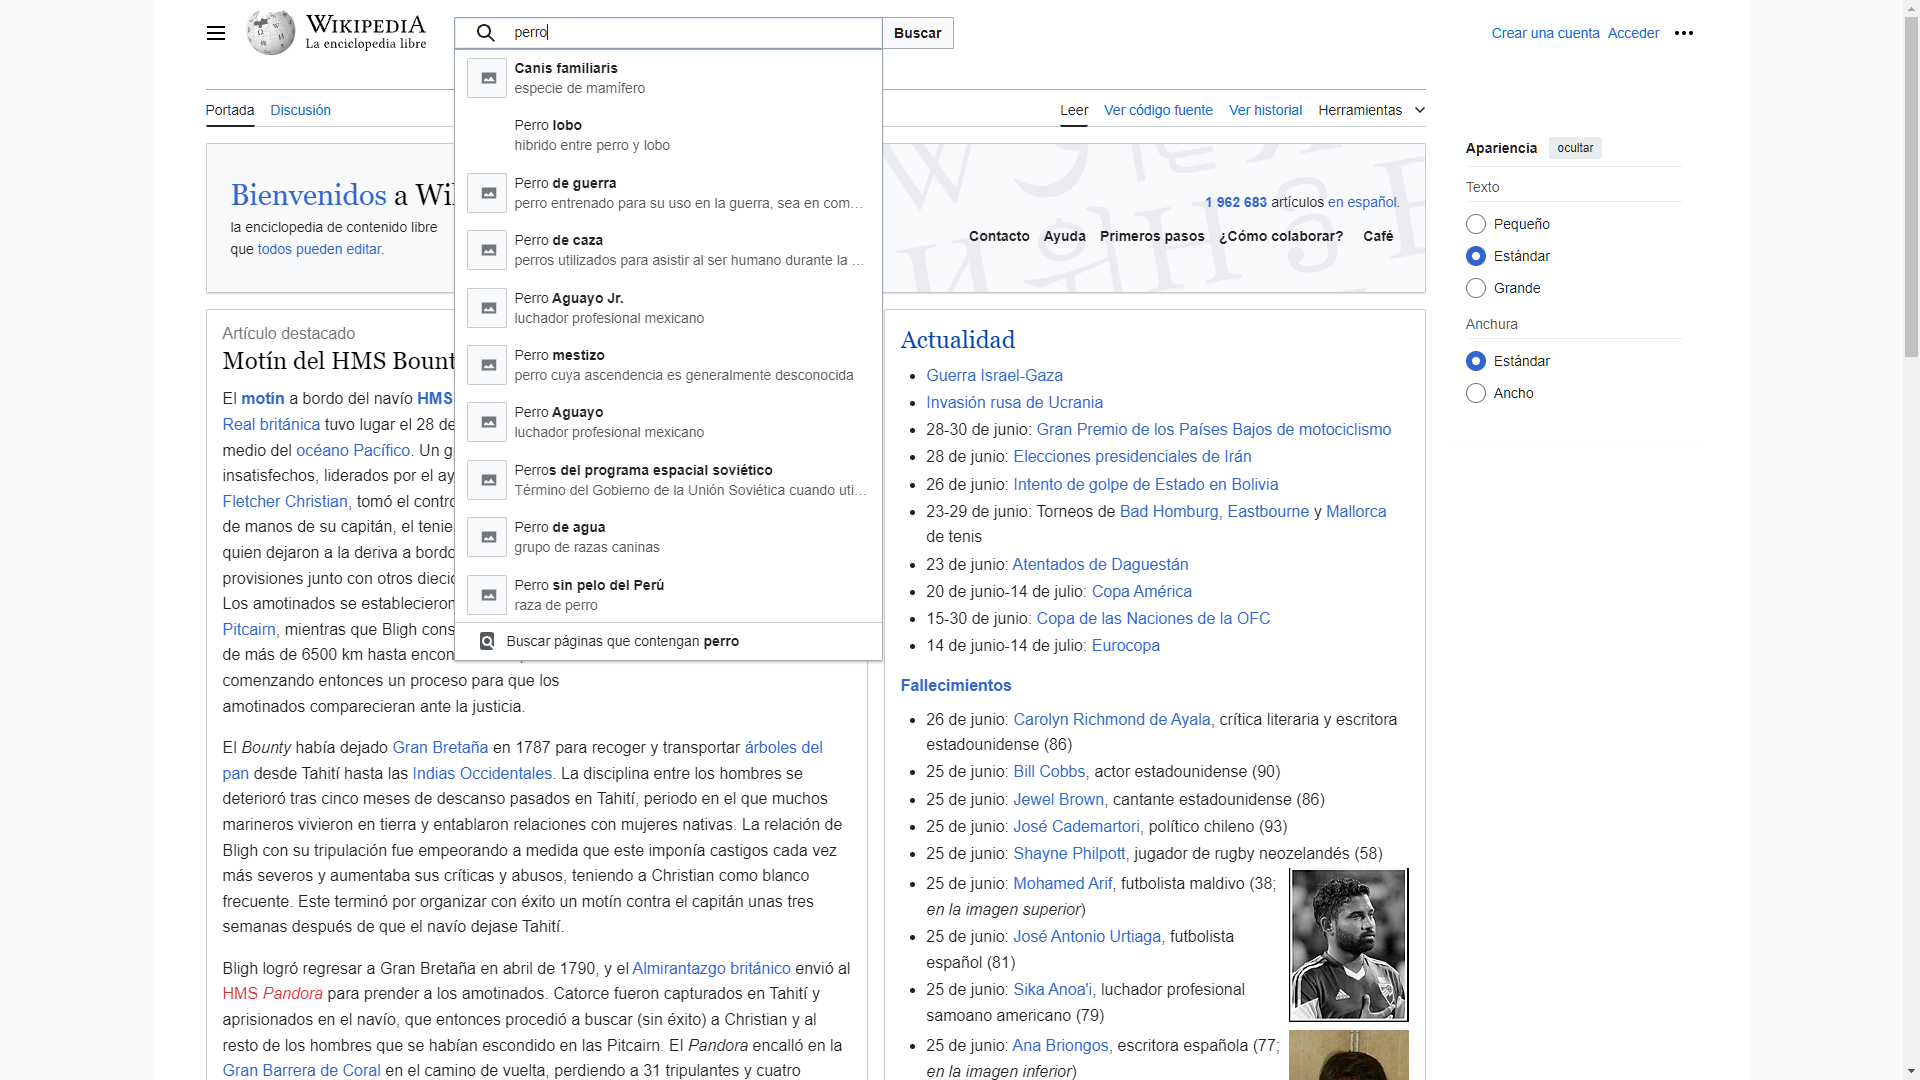 WIKIPEDIA
La enciclopedia libre
perro
Buscar
Crear una cuenta Acceder
Canis familiaris
especie de mamífero
Perro lobo
hibrido entre perro y lobo
Perro de guerra
perro entrenado para su uso en la guerra, sea en com…
Perro de caza
perros utilizados para asistir al ser humano durante la …
Perro Aguayo Jr.
luchador profesional mexicano
Perro mestizo
perro cuya ascendencia es generalmente desconocida
Perro Aguayo
luchador profesional mexicano
Perros del programa espacial soviético
Término del Gobierno de la Unión Soviética cuando uti…
Perro de agua
grupo de razas caninas
Perro sin pelo del Perú
raza de perro
Buscar páginas que contengan perro
Portada Discusión
Leer Ver código fuente Ver historial Herramientas
Bienvenidos a Wi
la enciclopedia de contenido libre
que todos pueden editar.
1 962 683 artículos en español.
Contacto Ayuda Primeros pasos ¿Cómo colaborar? Café
Artículo destacado
Motín del HMS Bount
El motín a bordo del navío HMS
Real británica tuvo lugar el 28 de
medio del océano Pacífico. Un g
insatisfechos, liderados por el ay
Fletcher Christian, tomó el contro
de manos de su capitán, el tenie
quien dejaron a la deriva a bordo
provisiones junto con otros diecio
Los amotinados se establecieron
Pitcairn, mientras que Bligh cons
de más de 6500 km hasta encon
comenzando entonces un proceso para que los
amotinados comparecieran ante la justicia.
El Bounty había dejado Gran Bretaña en 1787 para recoger y transportar árboles del
pan desde Tahití hasta las Indias Occidentales. La disciplina entre los hombres se
deterioró tras cinco meses de descanso pasados en Tahití, periodo en el que muchos
marineros vivieron en tierra y entablaron relaciones con mujeres nativas. La relación de
Bligh con su tripulación fue empeorando a medida que este imponía castigos cada vez
más severos y aumentaba sus críticas y abusos, teniendo a Christian como blanco
frecuente. Este terminó por organizar con éxito un motín contra el capitán unas tres
semanas después de que el navío dejase Tahití.
Bligh logró regresar a Gran Bretaña en abril de 1790, y el Almirantazgo británico envió al
HMS Pandora para prender a los amotinados. Catorce fueron capturados en Tahití y
aprisionados en el navío, que entonces procedió a buscar (sin éxito) a Christian y al
resto de los hombres que se habían escondido en las Pitcairn. El Pandora encalló en la
Gran Barrera de Coral en el camino de vuelta, perdiendo a 31 tripulantes y cuatro
Actualidad
Guerra Israel-Gaza
Invasión rusa de Ucrania
28-30 de junio: Gran Premio de los Países Bajos de motociclismo
28 de junio: Elecciones presidenciales de Irán
26 de junio: Intento de golpe de Estado en Bolivia
23-29 de junio: Torneos de Bad Homburg, Eastbourne y Mallorca
de tenis
23 de junio: Atentados de Daguestán
20 de junio-14 de julio: Copa América
15-30 de junio: Copa de las Naciones de la OFC
14 de junio-14 de julio: Eurocopa
Fallecimientos
26 de junio: Carolyn Richmond de Ayala, crítica literaria y escritora
estadounidense (86)
25 de junio: Bill Cobbs, actor estadounidense (90)
25 de junio: Jewel Brown, cantante estadounidense (86)
25 de junio: José Cademartori, político chileno (93)
25 de junio: Shayne Philpott, jugador de rugby neozelandés (58)
25 de junio: Mohamed Arif, futbolista maldivo (38;
en la imagen superior)
25 de junio: José Antonio Urtiaga, futbolista
español (81)
25 de junio: Sika Anoa'i, luchador profesional
samoano americano (79)
25 de junio: Ana Briongos, escritora española (77;
en la imagen inferior)
Apariencia ocultar
Texto
Pequeño
Estándar
Grande
Anchura
Estándar
Ancho